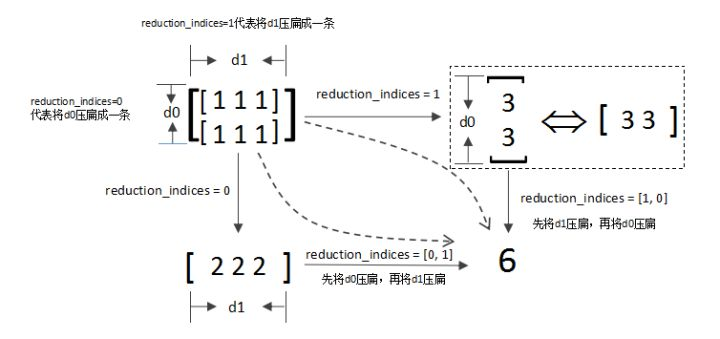 reduction_indices=1代表将d1压扁成一条
d1
reduction_indices=0
代表将d0压扁成一条
d0
[[1 1 1]
[1 1 1]]
reduction_indices = 1
d0
3
3
[ 3 3 ]
reduction_indices = 0
reduction_indices = [1, 0]
先将d1压扁，再将d0压扁
[ 2 2 2 ]
reduction_indices = [0, 1]
先将d0压扁，再将d1压扁
6
d1